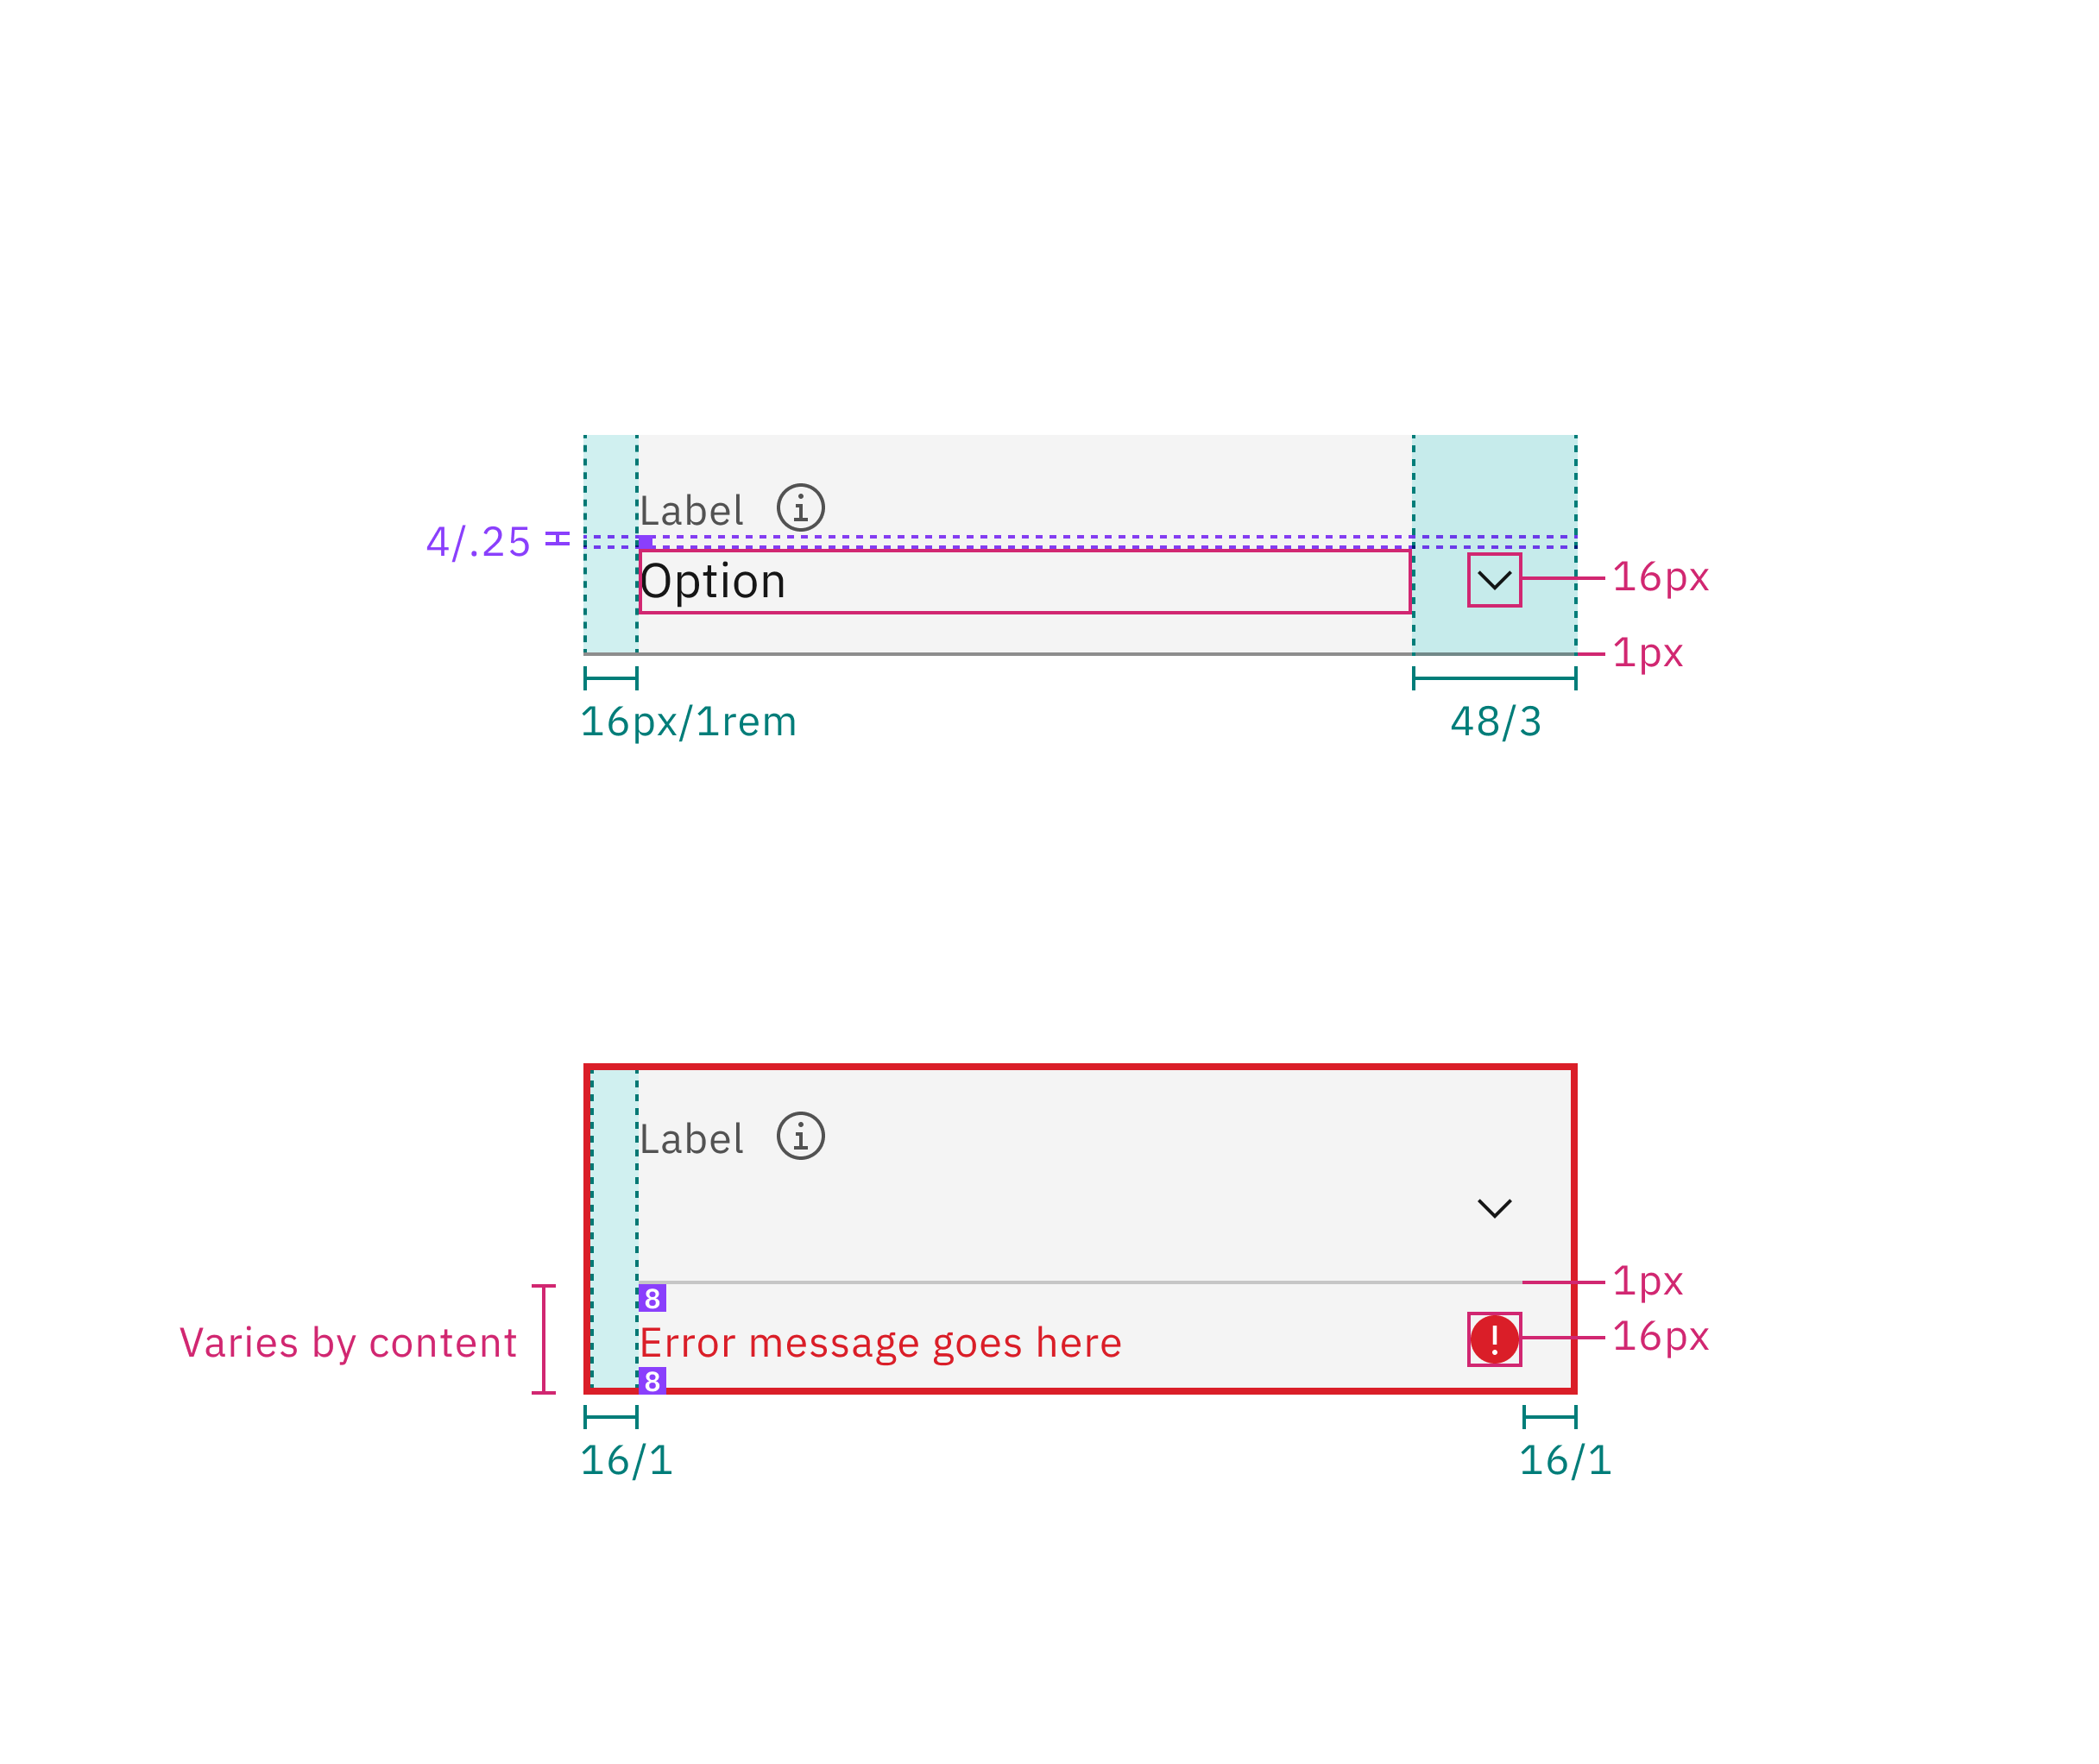 Label
4/.25
Option
16px
1px
16px/1rem
48/3
Label
1px
8
Varies by content
Error message goes here
16px
8
16/1
16/1